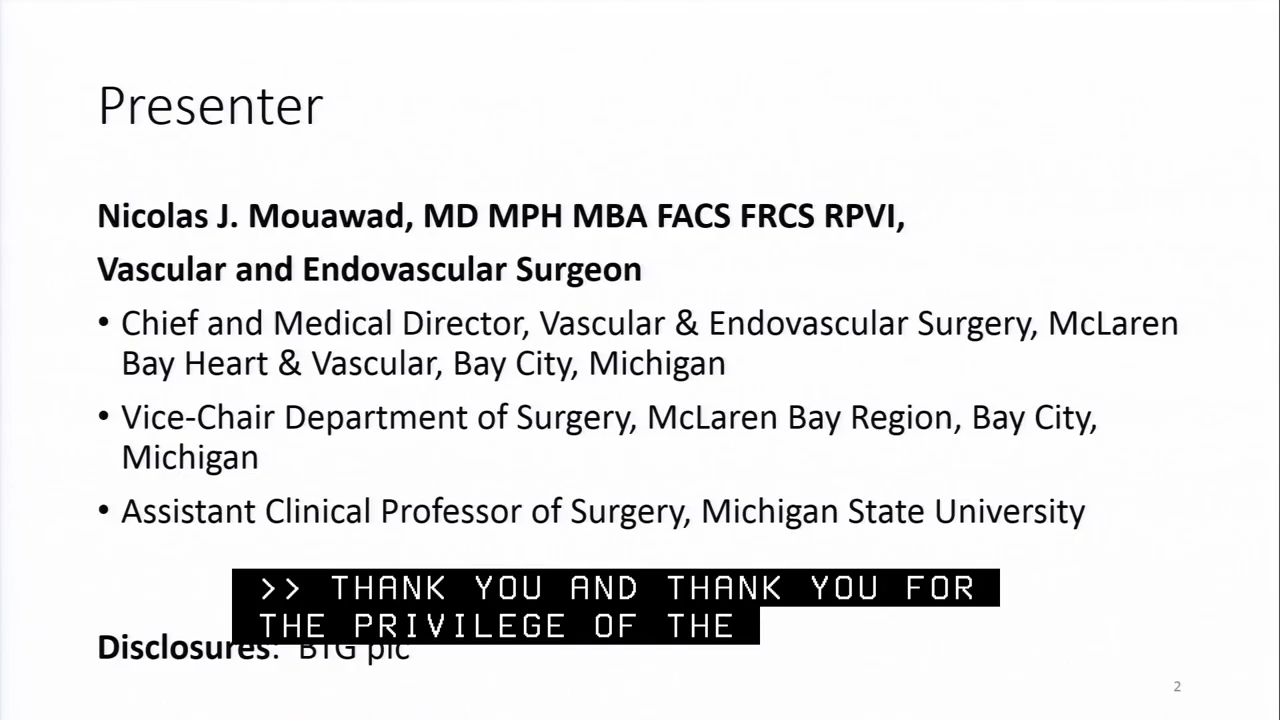 Presenter
Nicolas J. Mouawad, MD MPH MBA FACS FRCS RPVI,
Vascular and Endovascular Surgeon
• Chief and Medical Director, Vascular & Endovascular Surgery, McLaren
Bay Heart & Vascular, Bay City, Michigan
• Vice-Chair Department of Surgery, McLaren Bay Region, Bay City,
Michigan
• Assistant Clinical Professor of Surgery, Michigan State University
>> THANK YOU AND THANK YOU FOR
THE PRIVILEGE OF THE
Disclosures: BTG plc
2